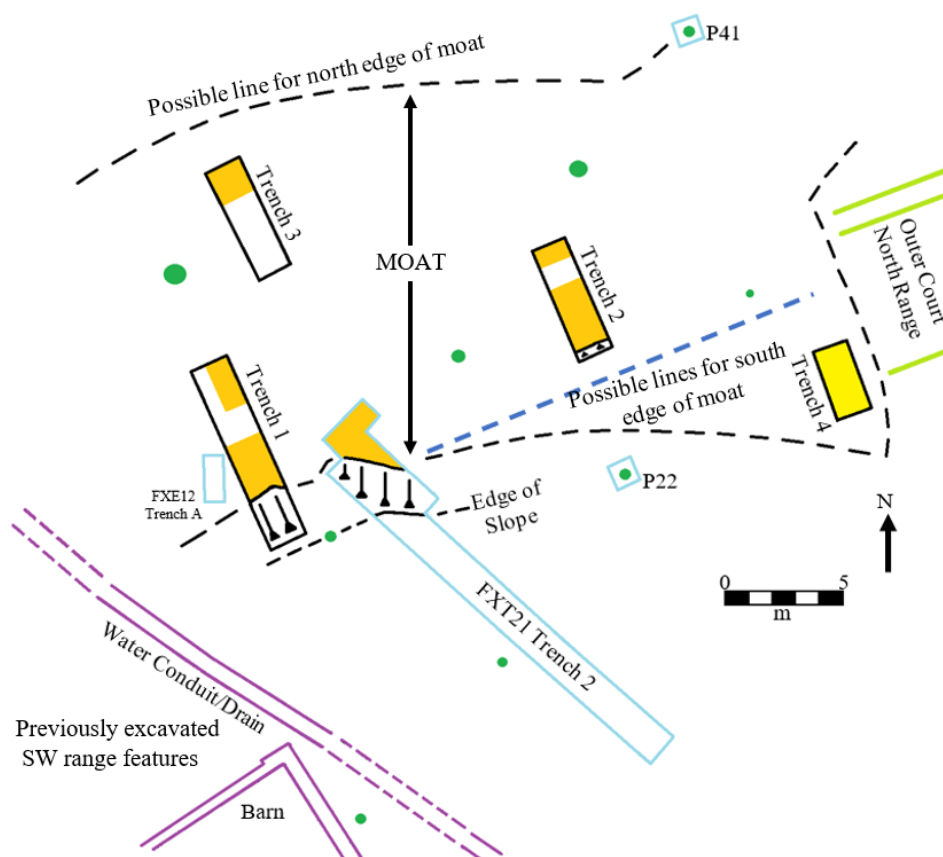 P41
Possible line for north edge of moat
Trench 3
MOAT
Trench 2
Outer Court
North Range
Trench 1
Possible lines for south
edge of moat
Trench 4
FXE12
Trench A
P22
Edge of
Slope
N
0 5
m
FXT21 Trench 2
Water Conduit/Drain
Previously excavated
SW range features
Barn